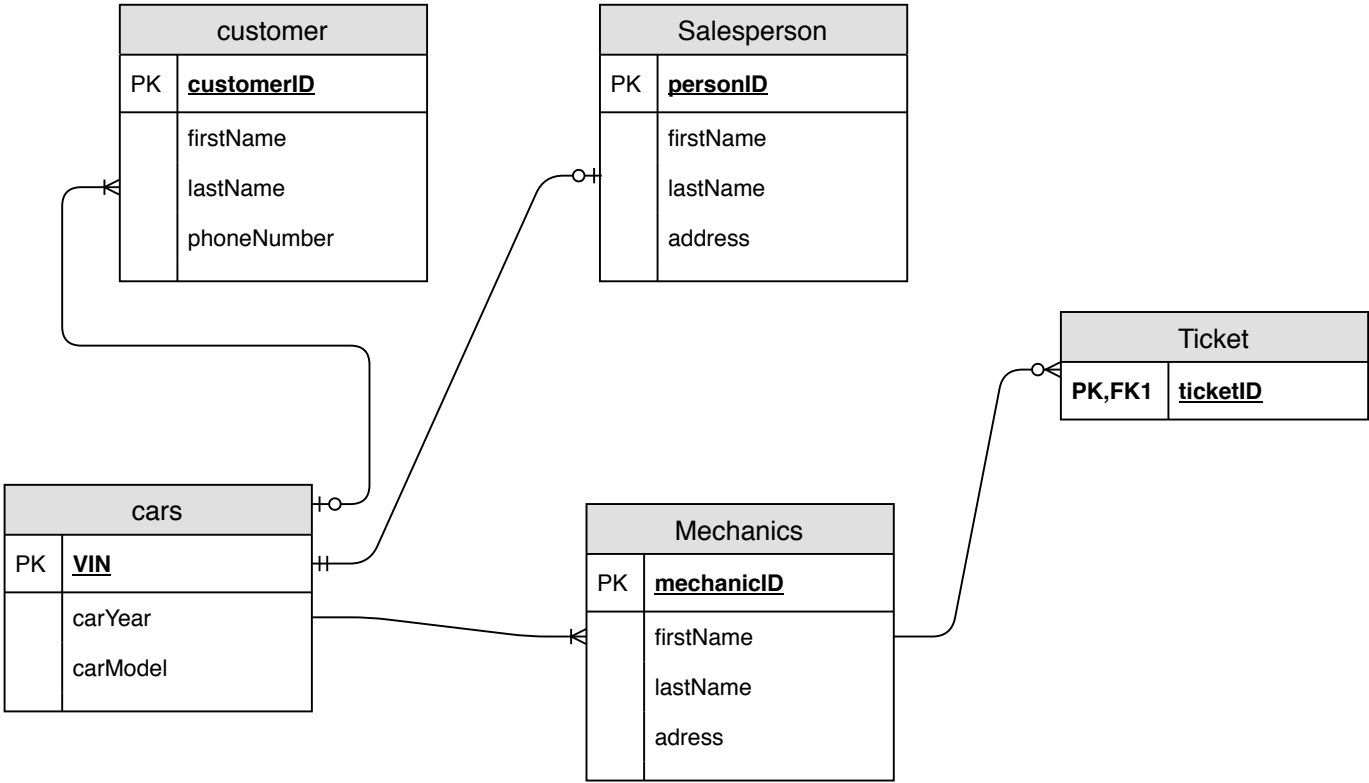 customer
PK customerID
firstName
lastName
phoneNumber
Salesperson
PK personID
firstName
lastName
address
Ticket
PK,FK1 ticketID
cars
PK VIN
carYear
carModel
Mechanics
PK mechanicID
firstName
lastName
adress